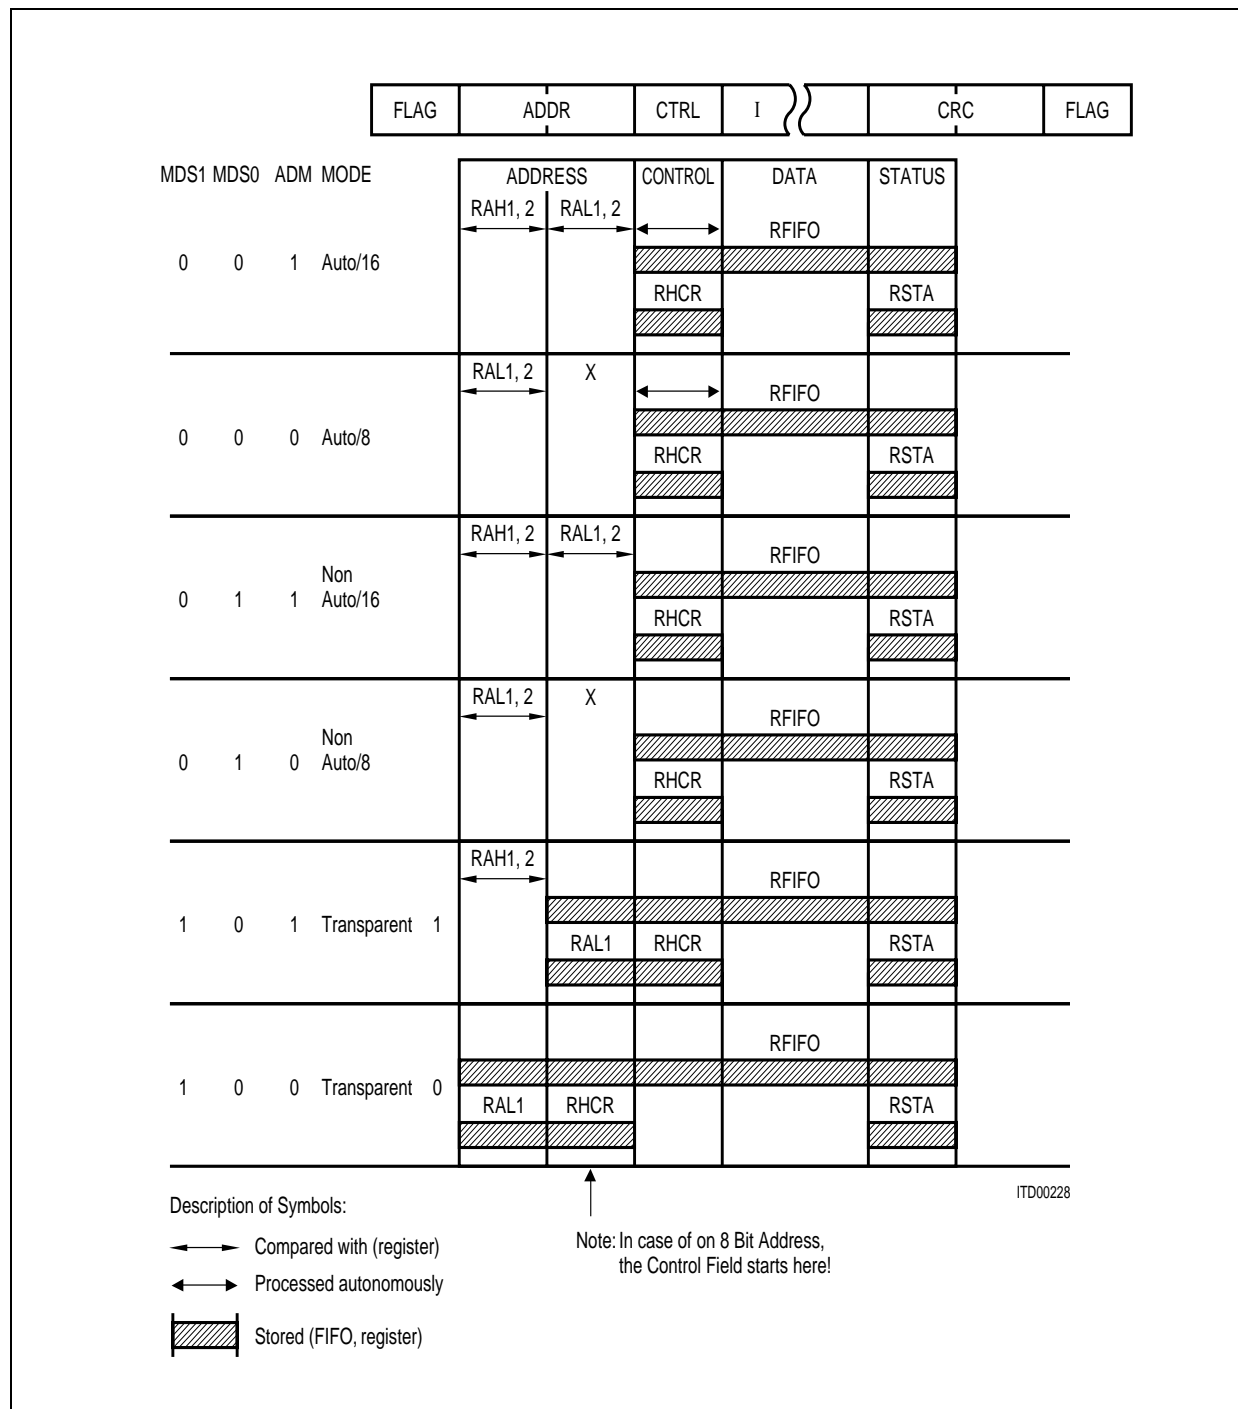 FLAG ADDR CTRL I CRC FLAG
MDS1 MDS0 ADM MODE ADDRESS CONTROL DATA STATUS
RAH1, 2 RAL1, 2
RFIFO
0 0 1 Auto/16
RHCR RSTA
RAL1, 2 X
RFIFO
0 0 0 Auto/8
RHCR RSTA
RAH1, 2 RAL1, 2
RFIFO
Non
0 1 1 Auto/16
RHCR RSTA
RAL1, 2 X
RFIFO
Non
0 1 0 Auto/8
RHCR RSTA
RAH1, 2
RFIFO
1 0 1 Transparent 1
RAL1 RHCR RSTA
RFIFO
1 0 0 Transparent 0
RAL1 RHCR RSTA
ITD00228
Description of Symbols:
Compared with (register)
Processed autonomously
Stored (FIFO, register)
Note: In case of on 8 Bit Address,
the Control Field starts here!